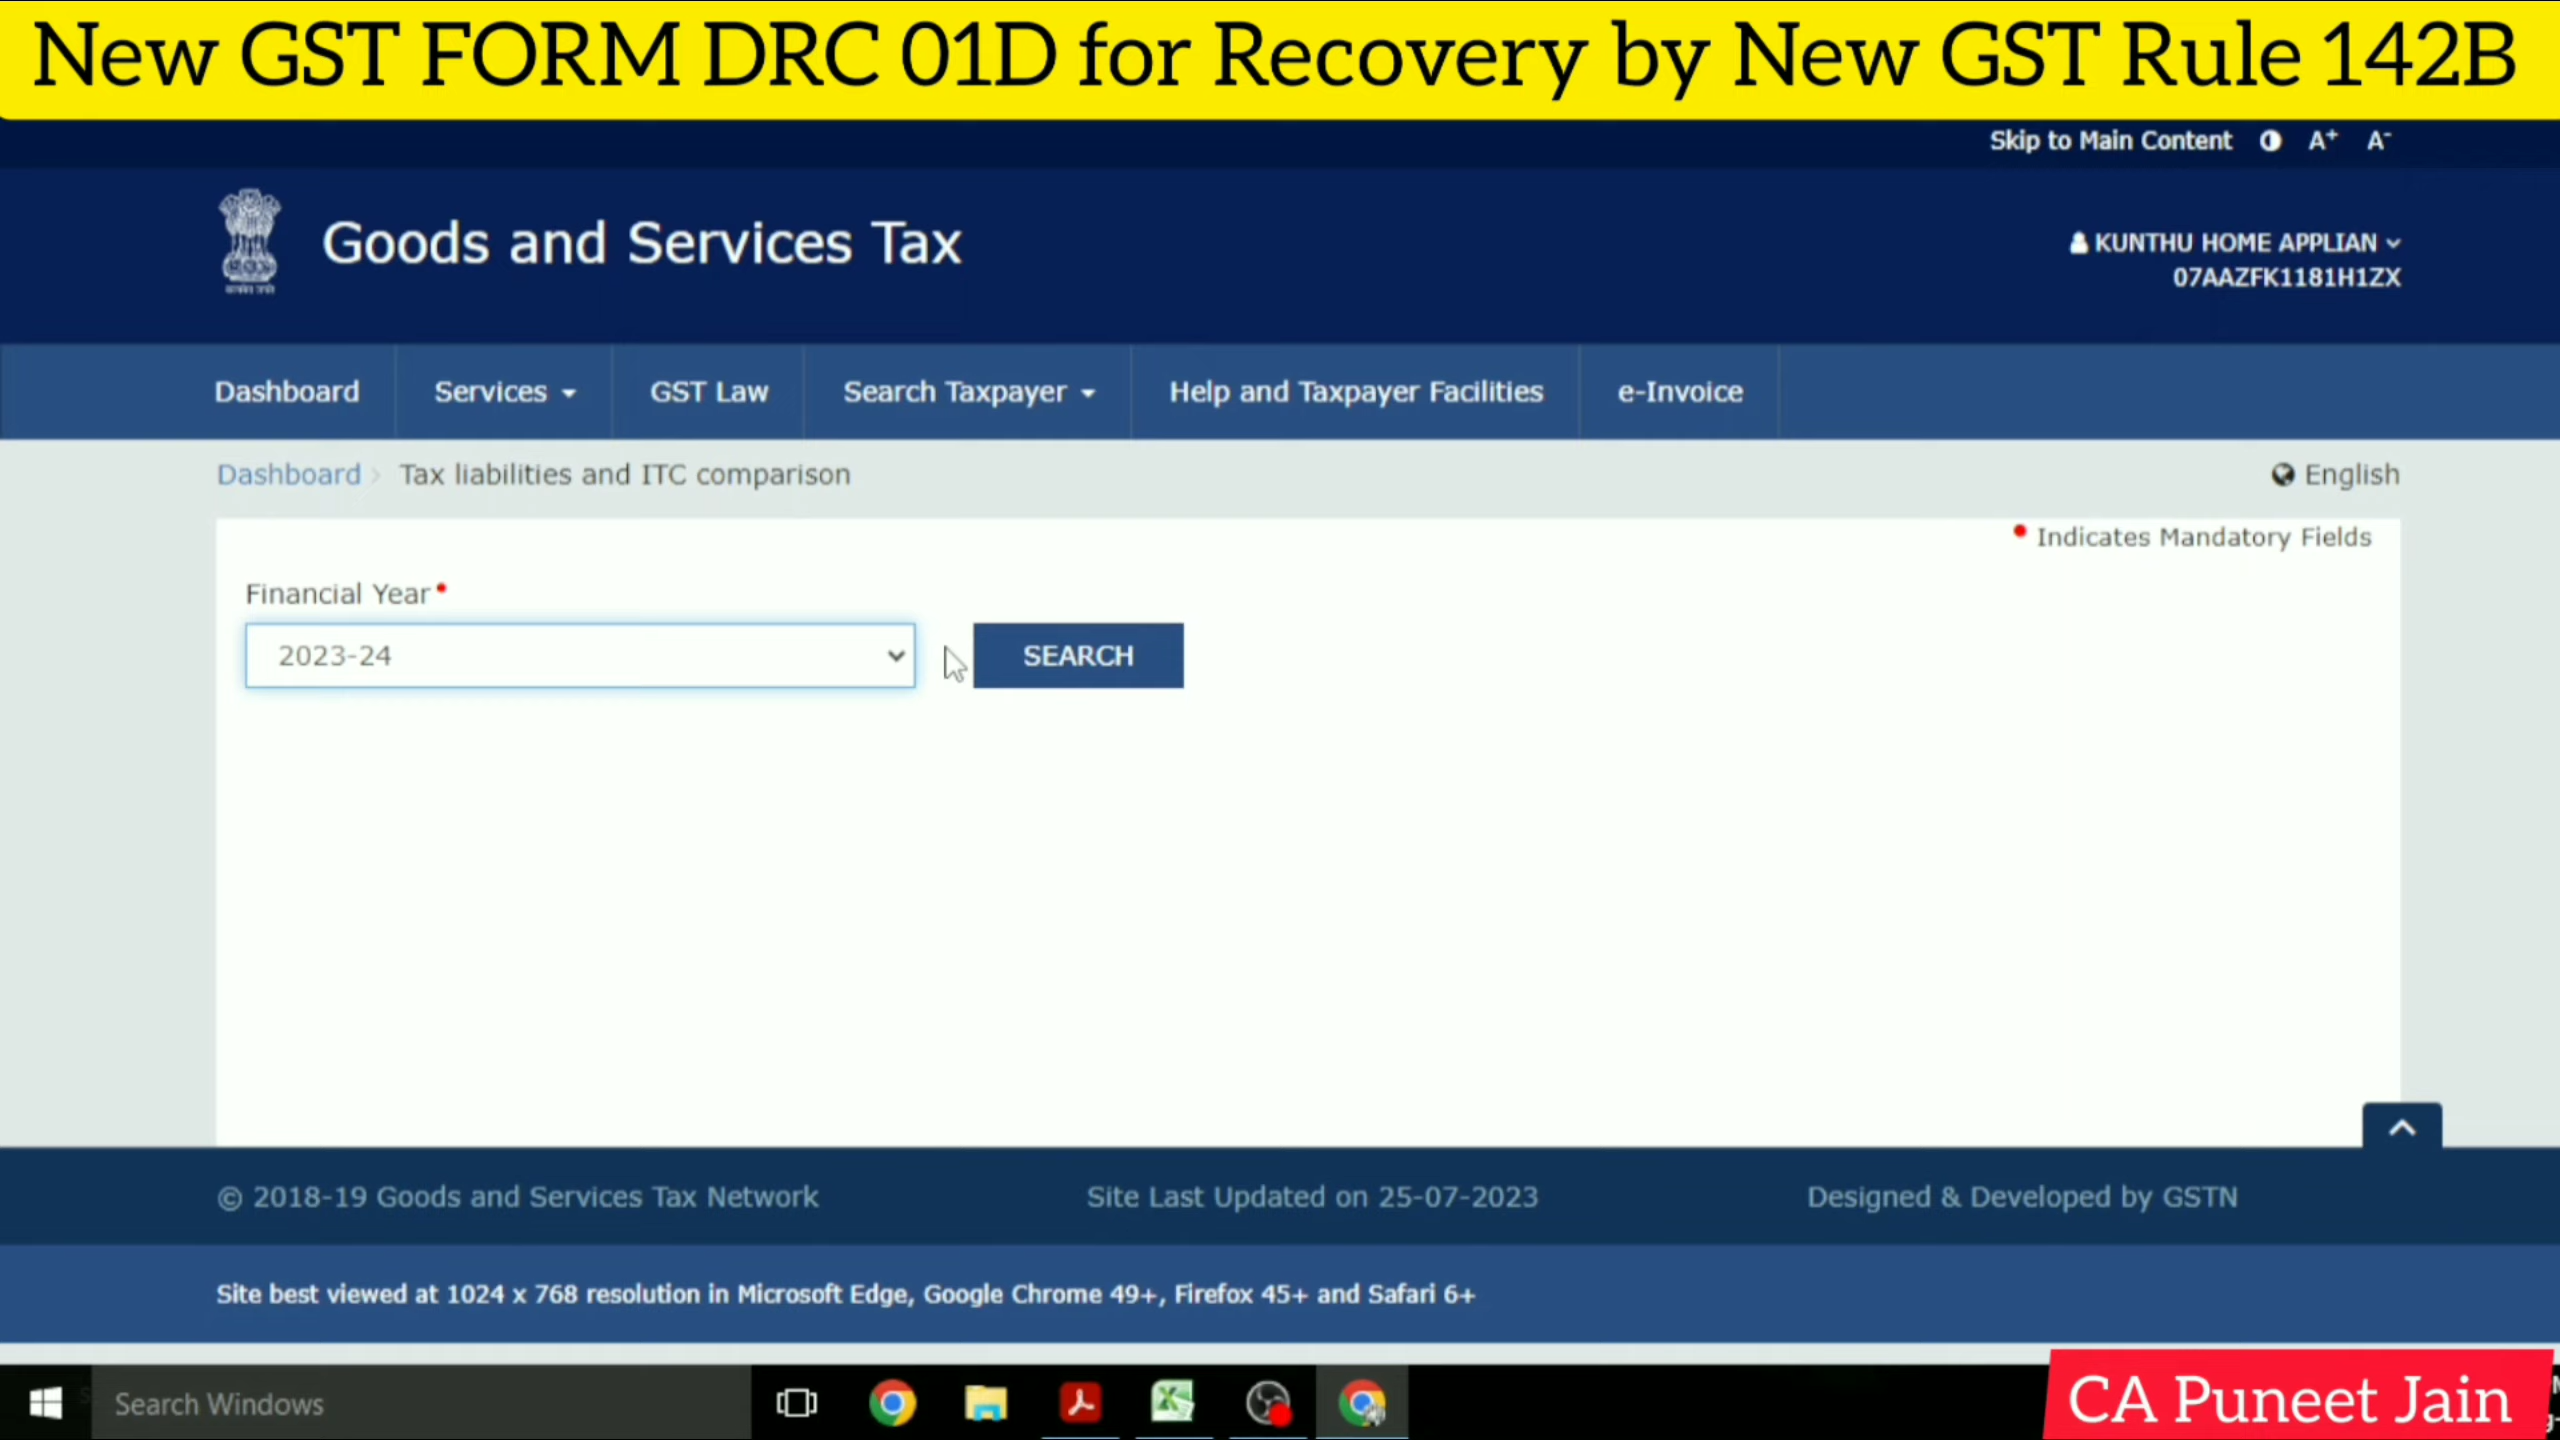 New GST FORM DRC 01D for Recovery by New GST Rule 142B
Skip to Main Content A+ A-
Goods and Services Tax
KUNTHU HOME APPLIAN
07AAZFK1181H1ZX
Dashboard Services GST Law Search Taxpayer Help and Taxpayer Facilities e-Invoice
Dashboard Tax liabilities and ITC comparison English
Indicates Mandatory Fields
Financial Year
2023-24 SEARCH
© 2018-19 Goods and Services Tax Network Site Last Updated on 25-07-2023 Designed & Developed by GSTN
Site best viewed at 1024 x 768 resolution in Microsoft Edge, Google Chrome 49+, Firefox 45+ and Safari 6+
Search Windows
CA Puneet Jain